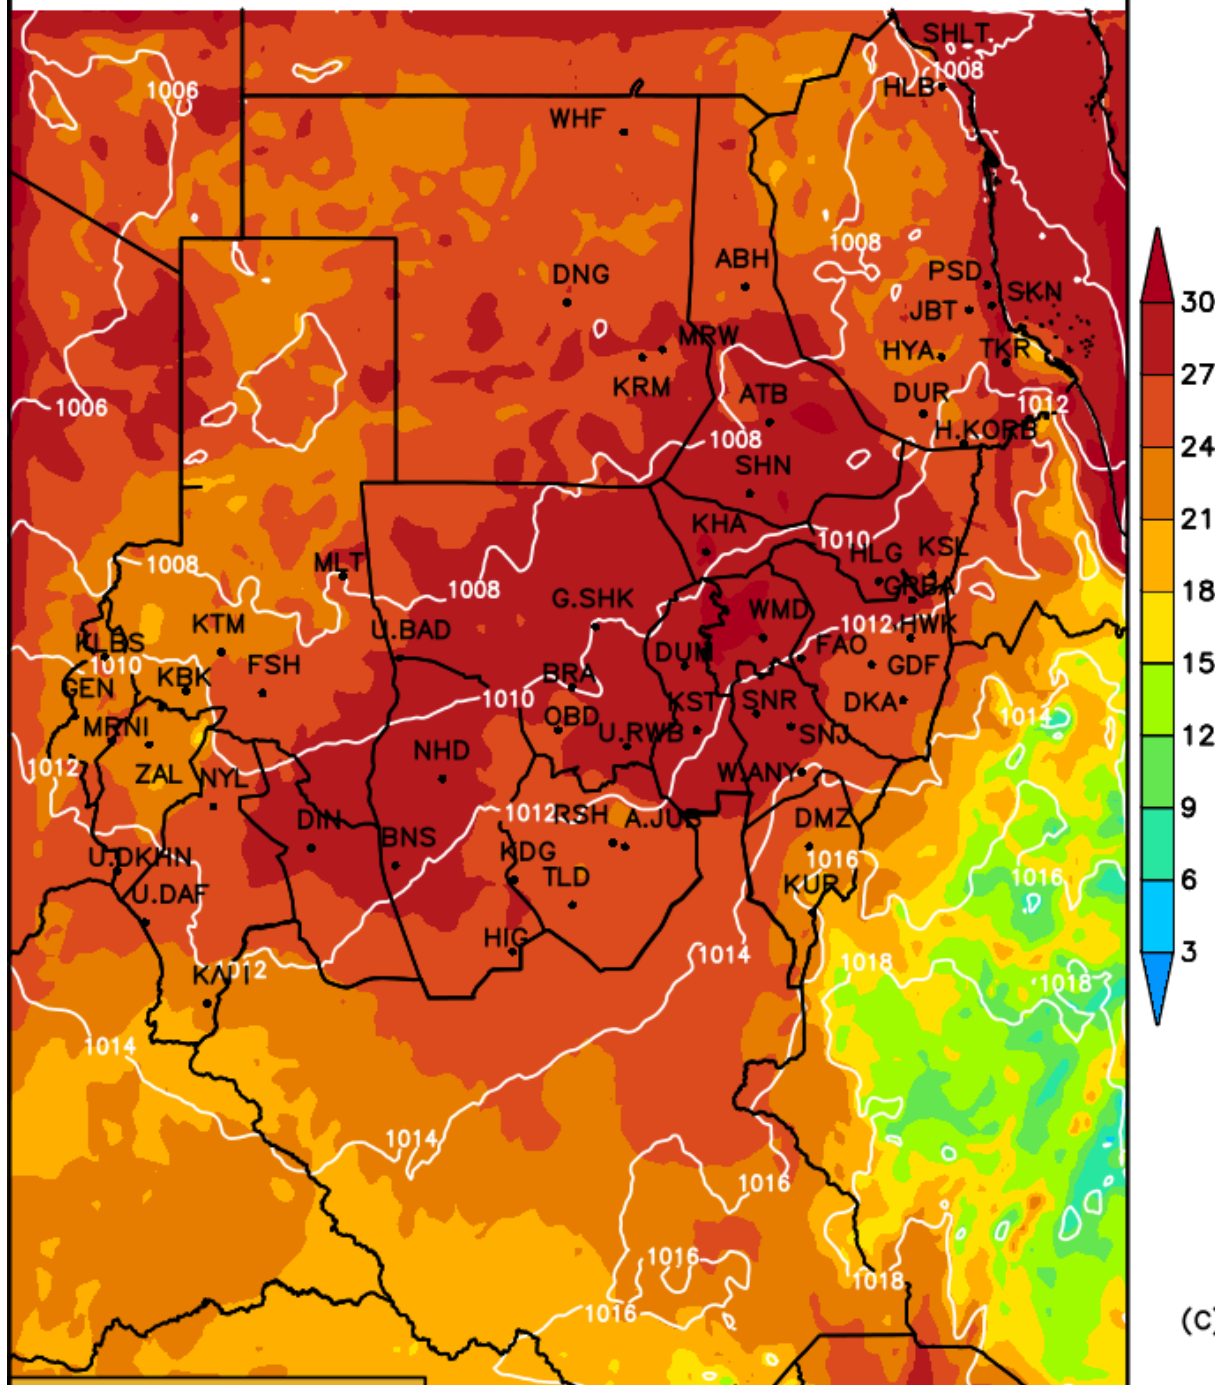 SHLT
1008
1006
HLB
WHF
1008
ABH
DNG
PSD
SKN
JBT
MRW
HYA
TKR
KRM
ATB
DUR
1006
1012
H.KORB
1008
SHN
KHA
1010
HLG
KSL
MLT
1008
GRBA
1008
G.SHK
WMD
KTM
U.BAD
1012
HWK
KLBS
FAO
DUM
1010
FSH
GDF
KBK
BRA
GEN
1010
KST
SNR
DKA
OBD
1014
MRNI
U.RWB
SNJ
NHD
1012
ZAL
NYL
W.ANY
1012
RSH
DIN
DMZ
BNS
KDG
U.DKHN
1016
TLD
1016
KUR
U.DAF
HIG
1014
1018
1012
1018
1014
1014
1016
1016
1018
1016
30
27
24
21
18
15
12
9
6
3
(C)